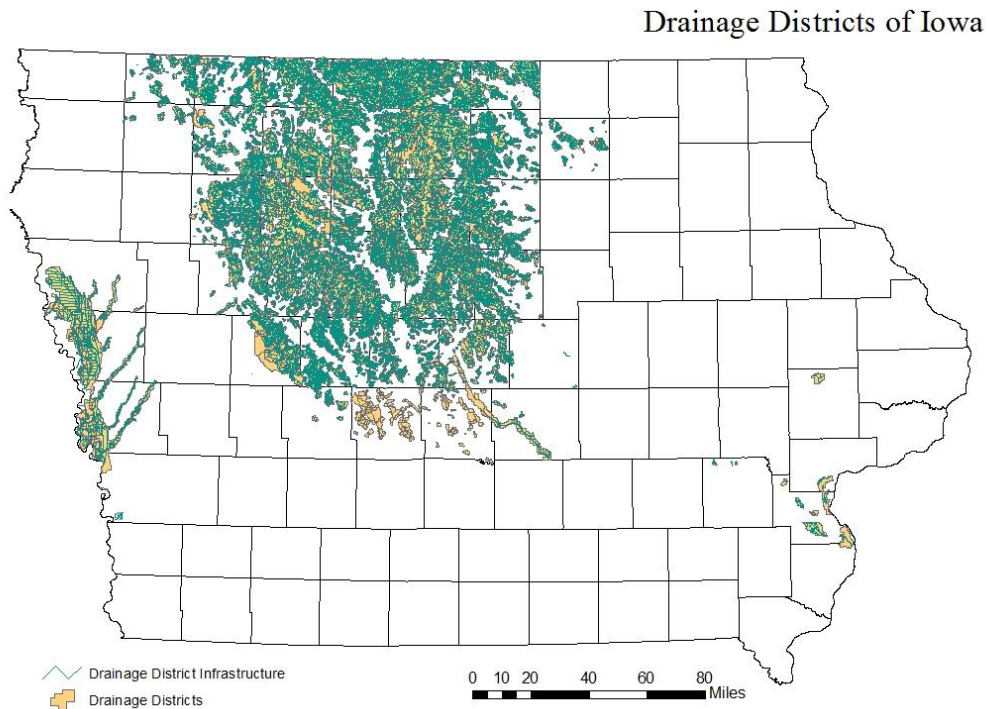 Drainage Districts of Iowa
Drainage District Infrastructure
Drainage Districts
0 10 20 40 60 80
Miles